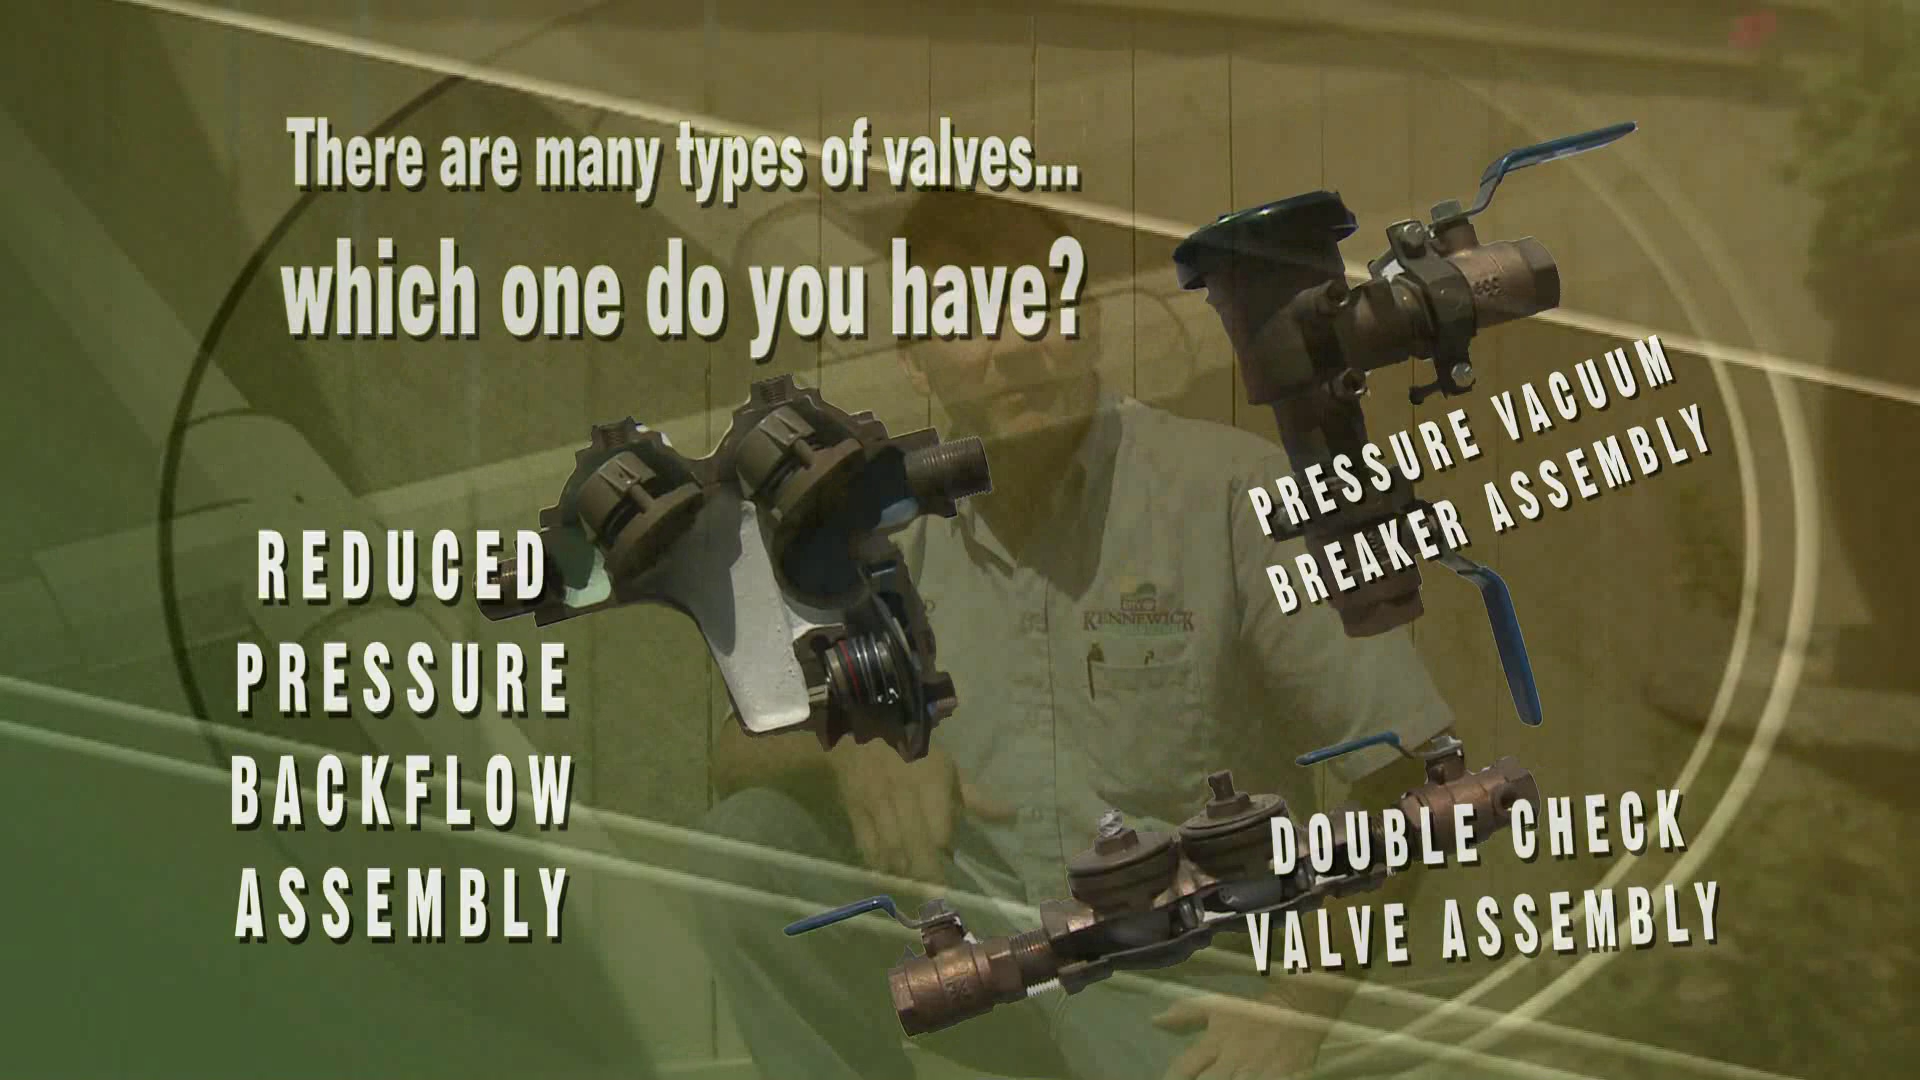 There are many types of valves...
which one do you have?
PRESSURE VACUUM
BREAKER ASSEMBLY
REDUCED
PRESSURE
BACKFLOW
ASSEMBLY
KENNEWICK
DOUBLE CHECK
VALVE ASSEMBLY